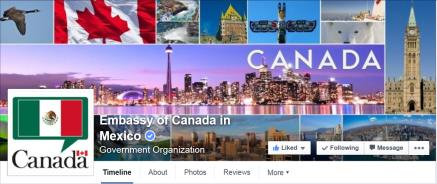 CANADA
Embassy of Canada in
Mexico
Government Organization
Canada
Liked
Following
Message
Timeline
About
Photos
Reviews
More